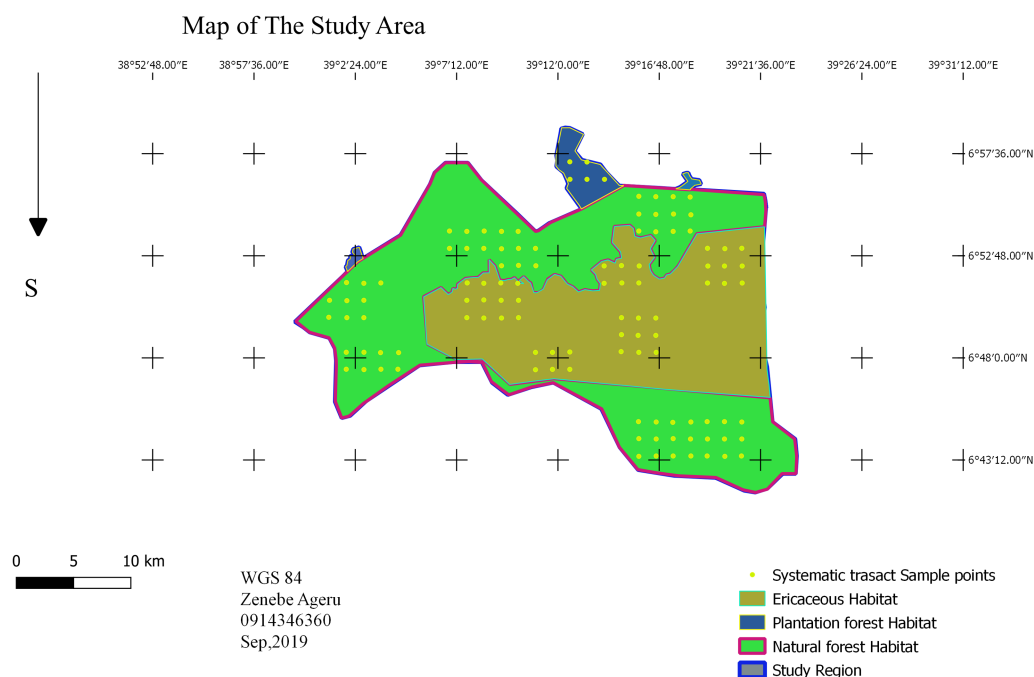 Map of The Study Area
38°52′48.00″E 38°57′36.00″E 39°2′24.00″E 39°7′12.00″E 39°12′0.00″E 39°16′48.00″E 39°21′36.00″E 39°26′24.00″E 39°31′12.00″E
6°57′36.00″N
6°52′48.00″N
S
6°48′0.00″N
6°43′12.00″N
0 5 10 km
WGS 84
Zenebe Ageru
0914346360
Sep,2019
Systematic trasact Sample points
Ericaceous Habitat
Plantation forest Habitat
Natural forest Habitat
Study Region